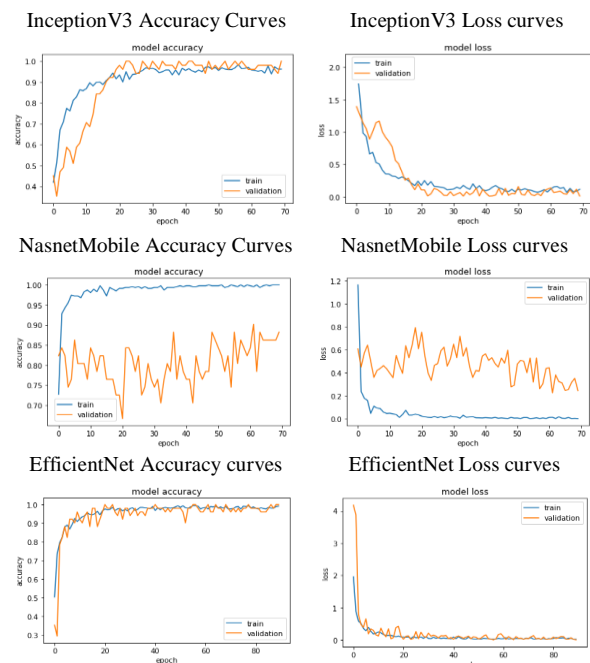 InceptionV3 Accuracy Curves
InceptionV3 Loss curves
model accuracy
1.0
0.9
0.8
0.7
0.6
0.5
0.4
accuracy
train
validation
0 10 20 30 40 50 60 70
epoch
model loss
2.0
1.5
1.0
0.5
0.0
loss
train
validation
0 10 20 30 40 50 60 70
epoch
NasnetMobile Accuracy Curves
NasnetMobile Loss curves
model accuracy
1.00
0.95
0.90
0.85
0.80
0.75
0.70
accuracy
train
validation
0 10 20 30 40 50 60 70
epoch
model loss
1.2
1.0
0.8
0.6
0.4
0.2
0.0
loss
train
validation
0 10 20 30 40 50 60 70
epoch
EfficientNet Accuracy curves
EfficientNet Loss curves
model accuracy
1.0
0.9
0.8
0.7
0.6
0.5
0.4
0.3
accuracy
train
validation
0 20 40 60 80
epoch
model loss
4
3
2
1
0
loss
train
validation
0 20 40 60 80